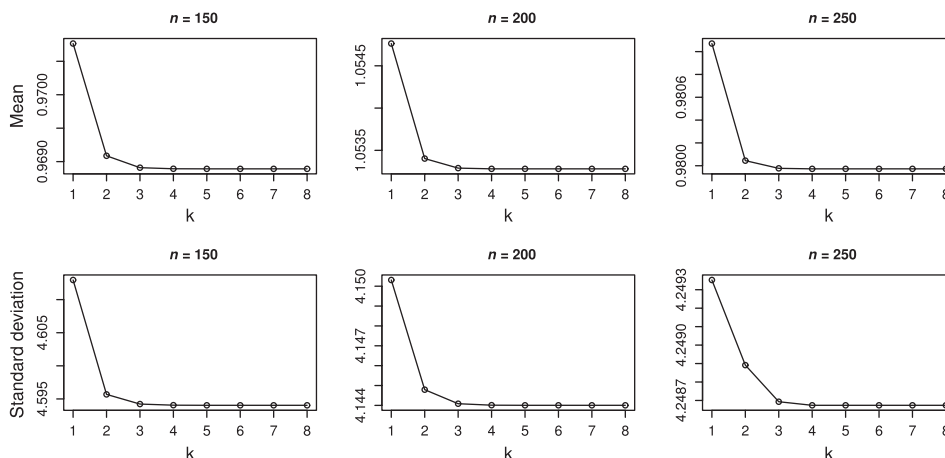 n = 150
n = 200
n = 250
Mean
0.9690
0.9700
1.0535
1.0545
0.9800
0.9806
1 2 3 4 5 6 7 8
1 2 3 4 5 6 7 8
1 2 3 4 5 6 7 8
k
k
k
n = 150
n = 200
n = 250
Standard deviation
4.595
4.605
4.144
4.147
4.150
4.2487
4.2490
4.2493
1 2 3 4 5 6 7 8
1 2 3 4 5 6 7 8
1 2 3 4 5 6 7 8
k
k
k